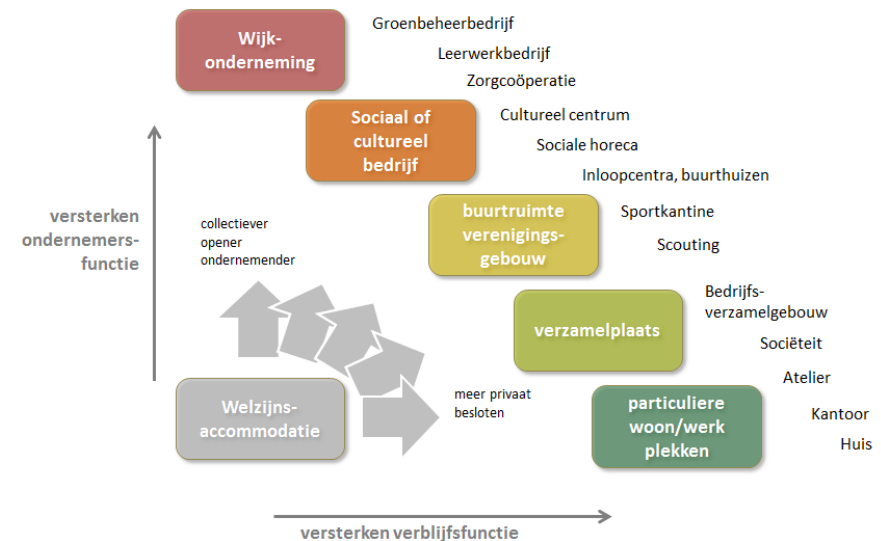 Wijk-
onderneming
Groenbeheerbedrijf
Leerwerkbedrijf
Zorgcoöperatie
Sociaal of
cultureel
bedrijf
Cultureel centrum
Sociale horeca
Inloopcentra, buurthuizen
versterken
ondernemers-
functie
collectiever
opener
ondernemender
buurtruimte
verenigings-
gebouw
Sportkantine
Scouting
verzamelplaats
Bedrijfs-
verzamelgebouw
Sociëteit
Atelier
Welzijns-
accommodatie
meer privaat
besloten
particuliere
woon/werk
plekken
Kantoor
Huis
versterken verblijfsfunctie